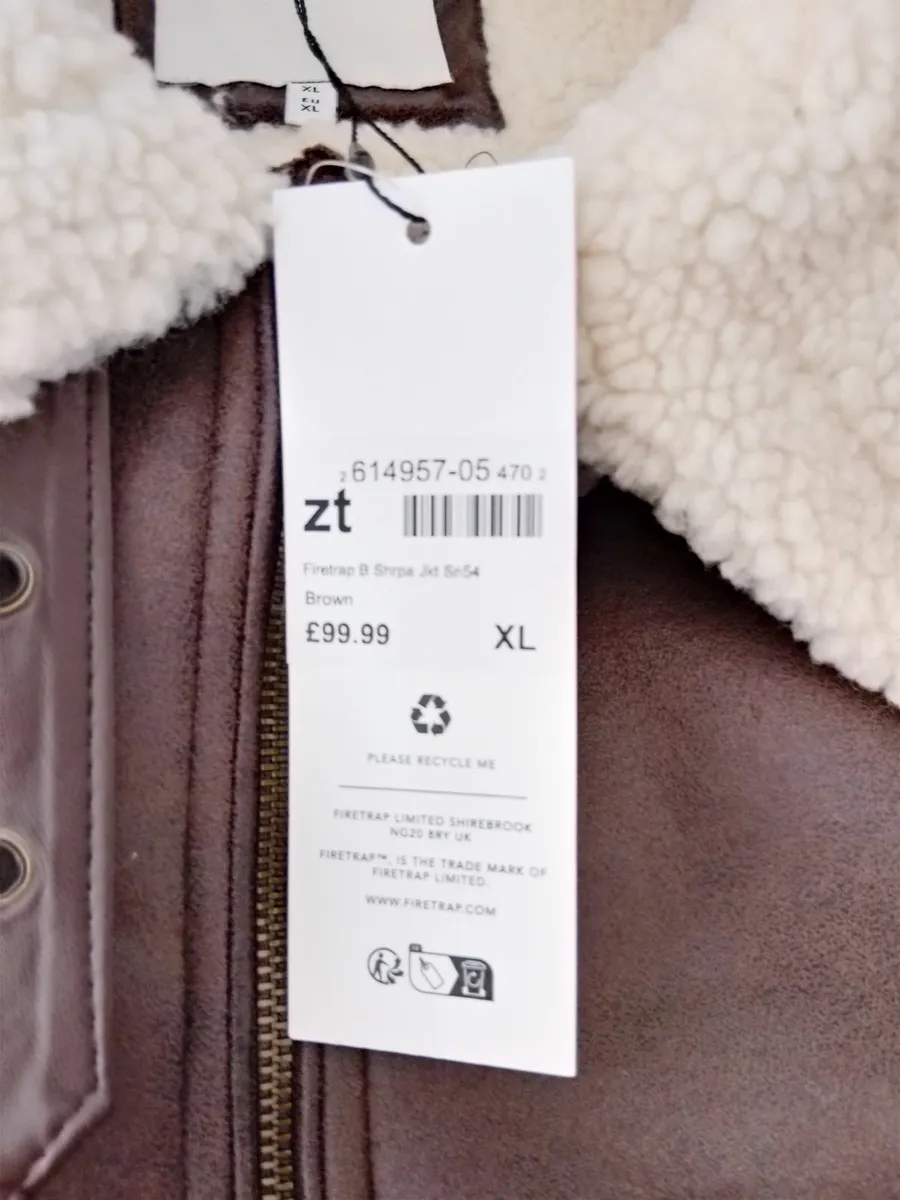 XL
EU
XL
2 614957-05 470 2
zt
Firetrap B Shrpa Jkt Sn54
Brown
£99.99 XL
PLEASE RECYCLE ME
FIRETRAP LIMITED SHIREBROOK
NG20 8RY UK
FIRETRAP™, IS THE TRADE MARK OF
FIRETRAP LIMITED.
WWW.FIRETRAP.COM